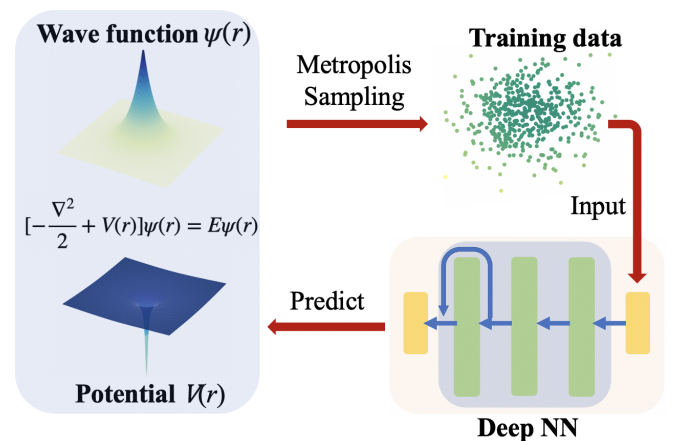 Wave function ψ(r)
[-∇²/2 + V(r)]ψ(r) = Eψ(r)
Potential V(r)
Metropolis
Sampling
Training data
Input
Predict
Deep NN